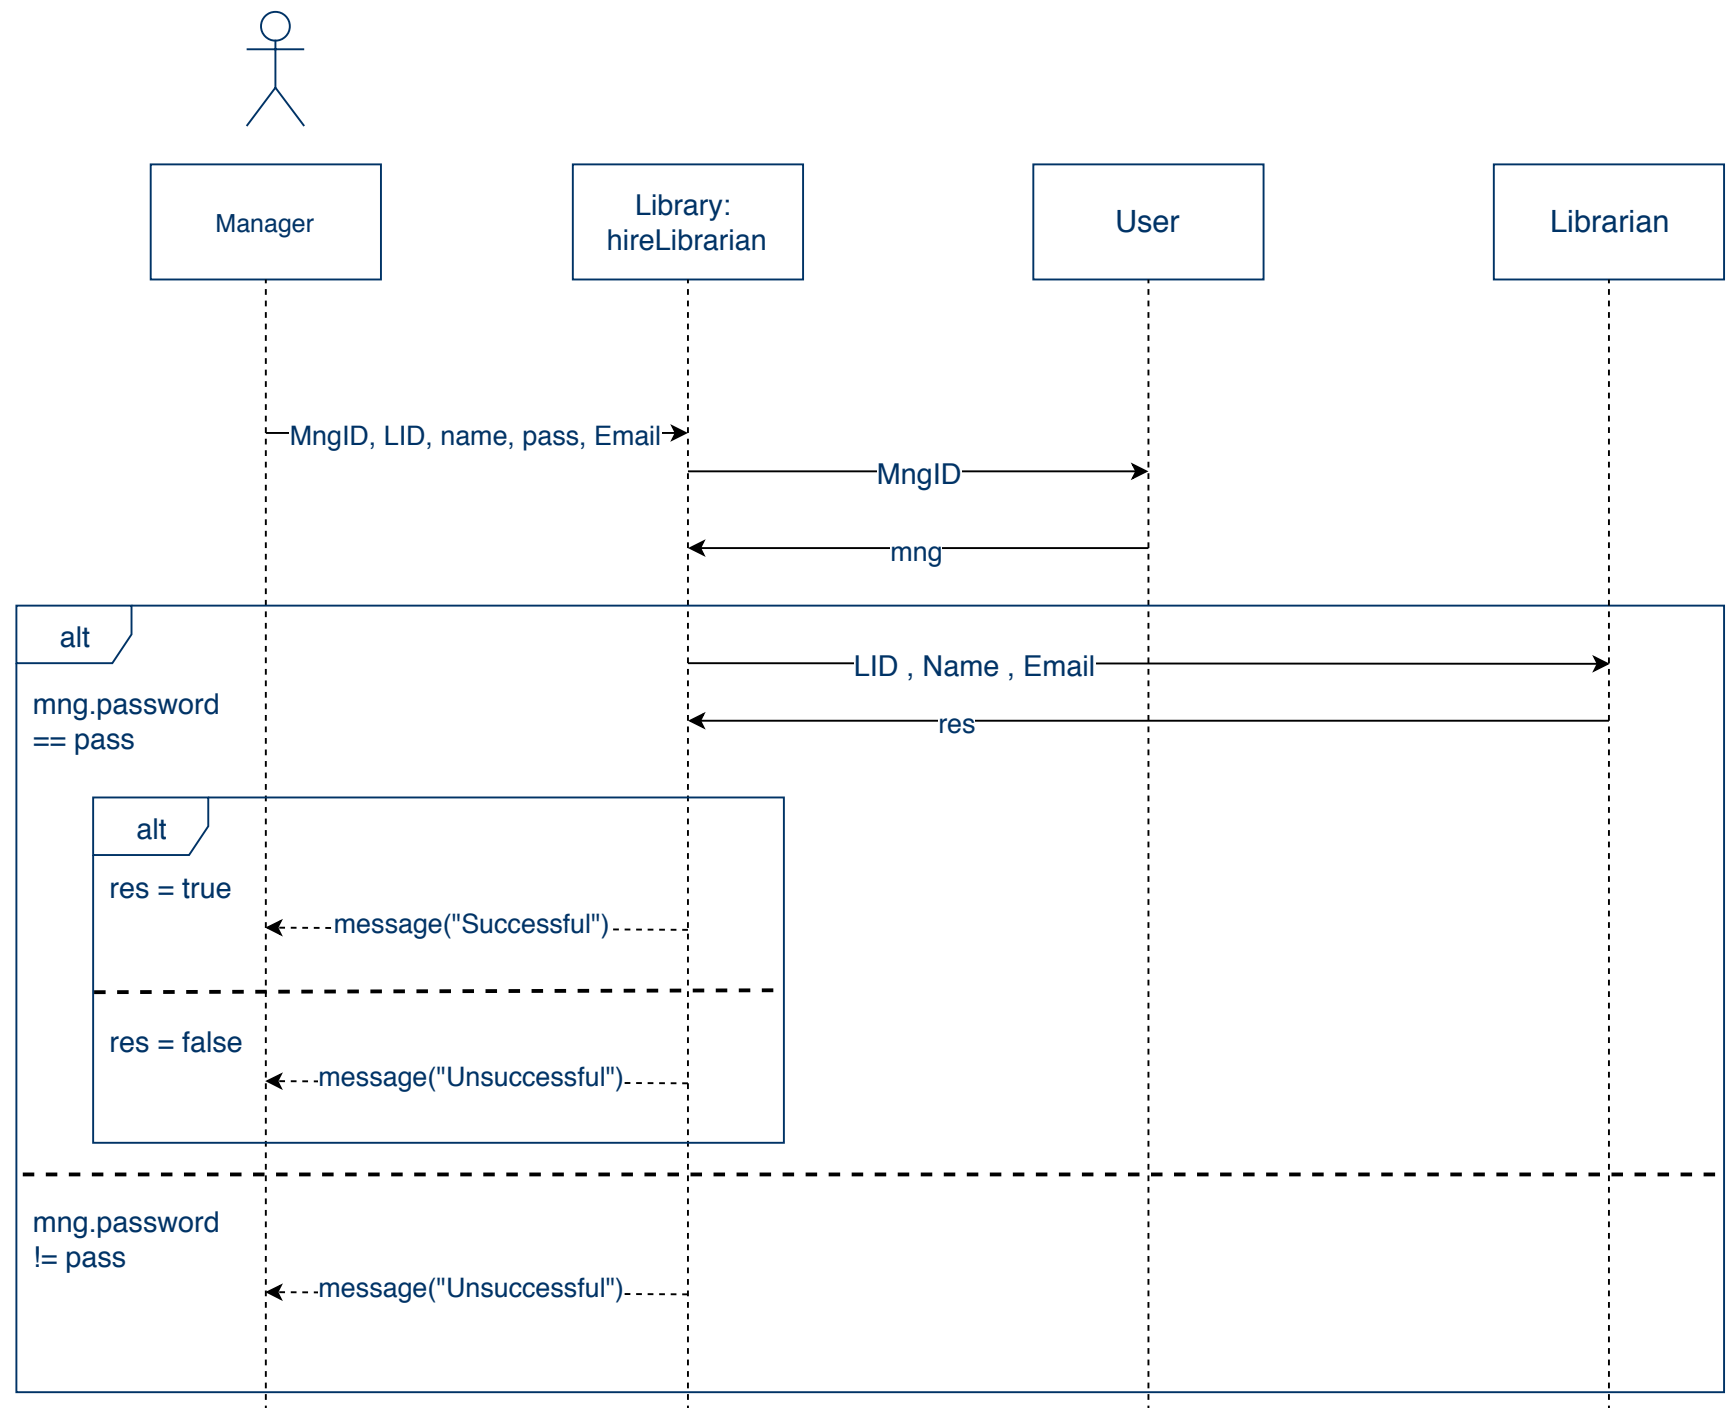 Manager
Library:
hireLibrarian
User
Librarian
MngID, LID, name, pass, Email
MngID
mng
alt
LID , Name , Email
mng.password
== pass
res
alt
res = true
message("Successful")
res = false
message("Unsuccessful")
mng.password
!= pass
message("Unsuccessful")